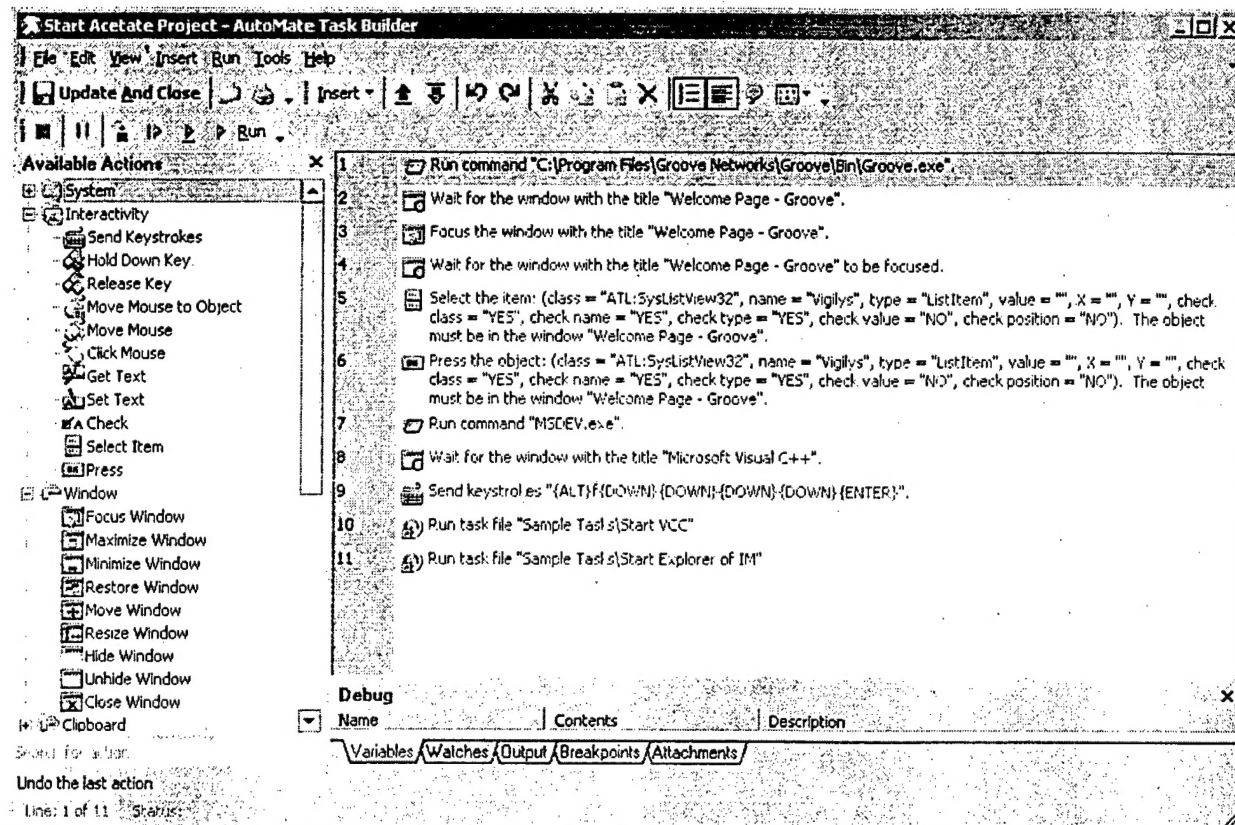 Start Acetate Project - AutoMate Task Builder
File Edit View Insert Run Tools Help
Update And Close Insert
Run
Available Actions
System
Interactivity
Send Keystrokes
Hold Down Key
Release Key
Move Mouse to Object
Move Mouse
Click Mouse
Get Text
Set Text
Check
Select Item
Press
Window
Focus Window
Maximize Window
Minimize Window
Restore Window
Move Window
Resize Window
Hide Window
Unhide Window
Close Window
Clipboard
Search for action
Undo the last action
Line: 1 of 11 Status:
1 Run command "C:\Program Files\Groove Networks\Groove\Bin\Groove.exe".
2 Wait for the window with the title "Welcome Page - Groove".
3 Focus the window with the title "Welcome Page - Groove".
4 Wait for the window with the title "Welcome Page - Groove" to be focused.
5 Select the item: (class = "ATL:SysListView32", name = "Vigilys", type = "ListItem", value = "", X = "", Y = "", check
class = "YES", check name = "YES", check type = "YES", check value = "NO", check position = "NO"). The object
must be in the window "Welcome Page - Groove".
6 Press the object: (class = "ATL:SysListView32", name = "Vigilys", type = "ListItem", value = "", X = "", Y = "", check
class = "YES", check name = "YES", check type = "YES", check value = "NO", check position = "NO"). The object
must be in the window "Welcome Page - Groove".
7 Run command "MSDEV.exe".
8 Wait for the window with the title "Microsoft Visual C++".
9 Send keystrokes "{ALT}f{DOWN}{DOWN}{DOWN}{DOWN}{ENTER}".
10 Run task file "Sample Tasks\Start VCC"
11 Run task file "Sample Tasks\Start Explorer of IM"
Debug
Name Contents Description
Variables Watches Output Breakpoints Attachments